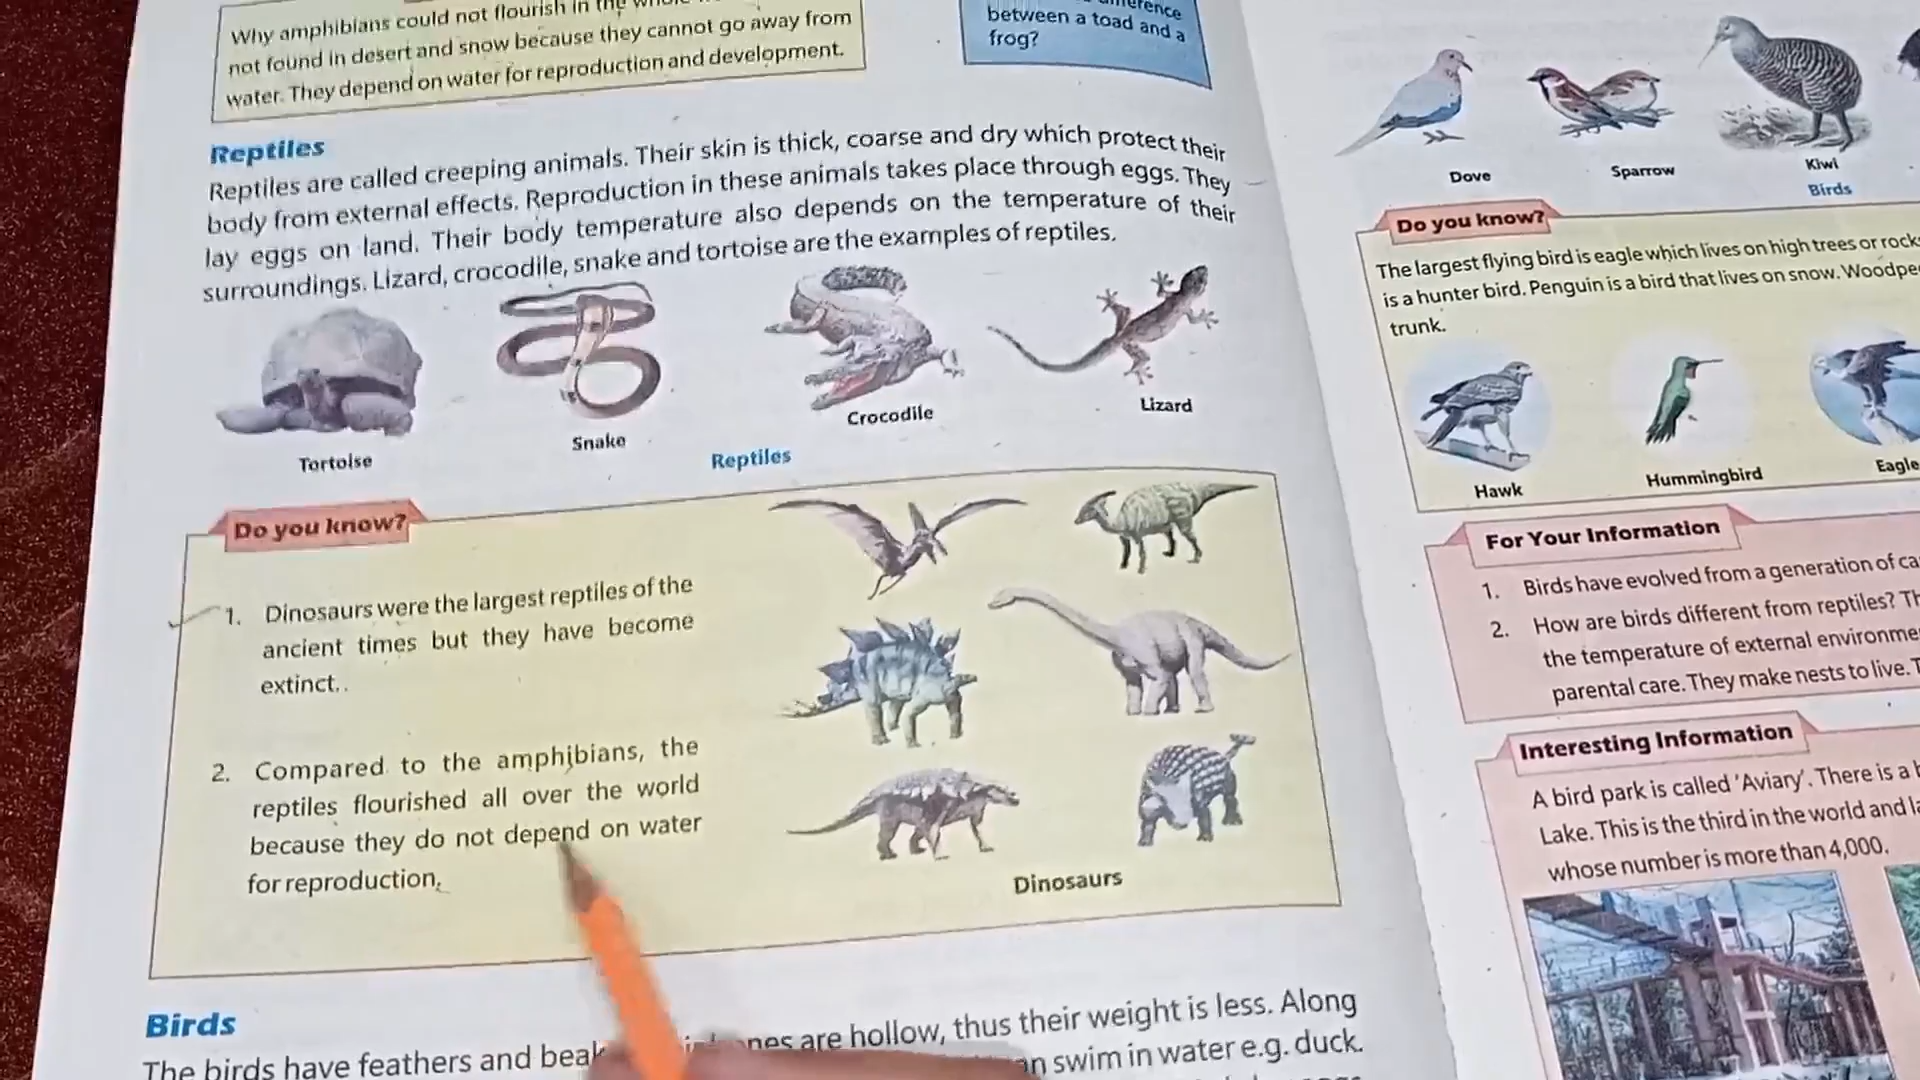 Why amphibians could not flourish in the
not found in desert and snow because they cannot go away from
water. They depend on water for reproduction and development.
between a toad and a
frog?
Reptiles
Reptiles are called creeping animals. Their skin is thick, coarse and dry which protect their
body from external effects. Reproduction in these animals takes place through eggs. They
lay eggs on land. Their body temperature also depends on the temperature of their
surroundings. Lizard, crocodile, snake and tortoise are the examples of reptiles.
Tortoise
Snake
Crocodile
Lizard
Reptiles
Do you know?
1. Dinosaurs were the largest reptiles of the
ancient times but they have become
extinct.
2. Compared to the amphibians, the
reptiles flourished all over the world
because they do not depend on water
for reproduction.
Dinosaurs
Birds
The birds have feathers and are hollow, thus their weight is less. Along
swim in water e.g. duck.
Dove
Sparrow
Kiwi
Birds
Do you know?
The largest flying bird is eagle which lives on high trees or
is a hunter bird. Penguin is a bird that lives on snow.
trunk.
Hawk
Hummingbird
Eagle
For Your Information
1. Birds have evolved from a generation of
2. How are birds different from reptiles?
the temperature of external
parental care. They make nests to live.
Interesting Information
A bird park is called 'Aviary'. There is a
Lake. This is the third in the world and
whose number is more than 4,000.